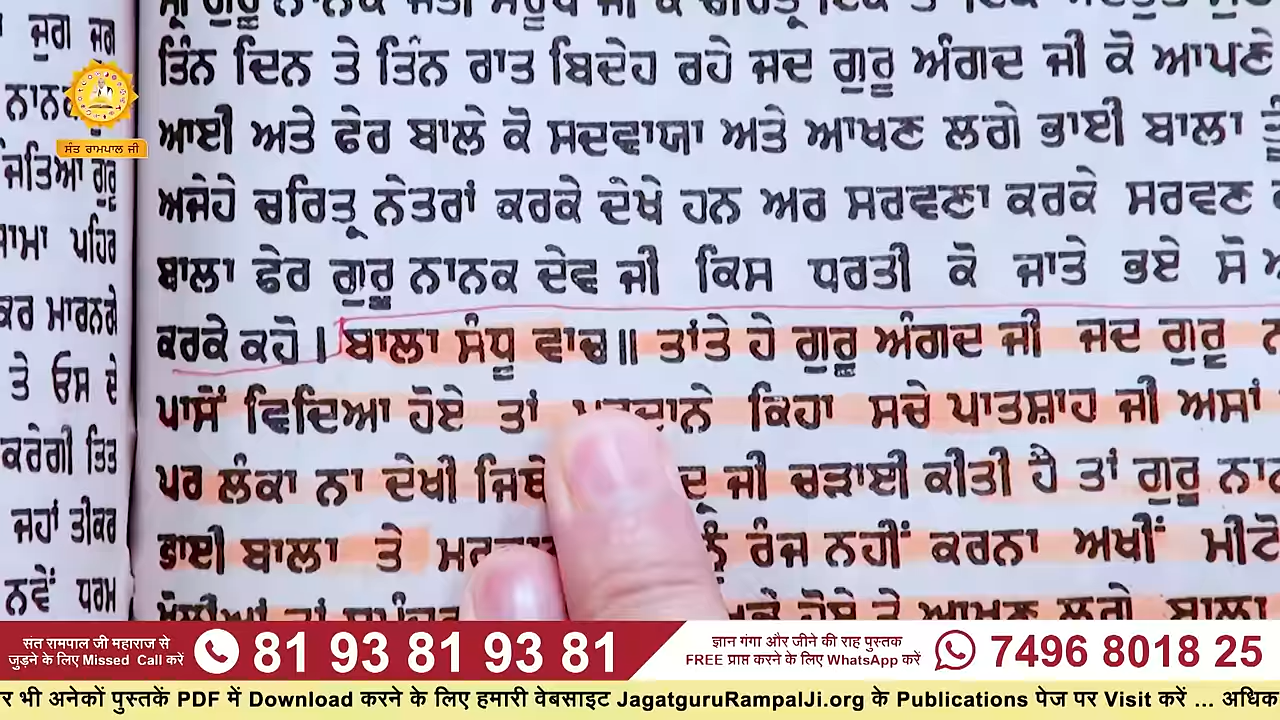 ਜੁਗ ਜੁਗ
ਜਿਤਿਆ ਗੁਰੂ
ਪਹਿਰ
ਕਰ ਮਾਰਨਗੇ
ਤੇ ਓਸ ਦੇ
ਕਰੇਗੀ ਤਿਤ
ਜਹਾਂ ਤੀਕਰ
ਨਵੇਂ ਧਰਮ
ਤਿੰਨ ਦਿਨ ਤੇ ਤਿੰਨ ਰਾਤ ਬਿਦੇਹ ਰਹੇ ਜਦ ਗੁਰੂ ਅੰਗਦ ਜੀ ਕੋ ਆਪਣੇ
ਆਈ ਅਤੇ ਫੇਰ ਬਾਲੇ ਕੋ ਸਦਵਾਯਾ ਅਤੇ ਆਖਣ ਲਗੇ ਭਾਈ ਬਾਲਾ ਤੂੰ
ਅਜੇਹੇ ਚਰਿਤ੍ਰ ਨੇਤਰਾਂ ਕਰਕੇ ਦੇਖੇ ਹਨ ਅਰ ਸਰਵਣਾ ਕਰਕੇ ਸਰਵਣ
ਬਾਲਾ ਫੇਰ ਗੁਰੂ ਨਾਨਕ ਦੇਵ ਜੀ ਕਿਸ ਧਰਤੀ ਕੋ ਜਾਤੇ ਭਏ ਸੋ
ਕਰਕੇ ਕਹੋ । ਬਾਲਾ ਸੰਧੂ ਵਾਚ॥ ਤਾਂਤੇ ਹੇ ਗੁਰੂ ਅੰਗਦ ਜੀ ਜਦ ਗੁਰੂ
ਪਾਸੋਂ ਵਿਦਿਆ ਹੋਏ ਤਾਂ ਕਿਹਾ ਸਚੇ ਪਾਤਸ਼ਾਹ ਜੀ ਅਸਾਂ
ਪਰ ਲੰਕਾ ਨਾ ਦੇਖੀ ਜਿਥੇ ਜੀ ਚੜਾਈ ਕੀਤੀ ਹੈ ਤਾਂ ਗੁਰੂ
ਭਾਈ ਬਾਲਾ ਤੇ ਰੰਜ ਨਹੀਂ ਕਰਨਾ ਅਖੀਂ ਮੀਟੋ
ਆਖਣ ਲਗੇ ਬਾਲਾ
ਸੰਤ ਰਾਮਪਾਲ ਜੀ
संत रामपाल जी महाराज से
जुड़ने के लिए Missed Call करें
81 93 81 93 81
ज्ञान गंगा और जीने की राह पुस्तक
FREE प्राप्त करने के लिए WhatsApp करें
7496 8018 25
भी अनेकों पुस्तकें PDF में Download करने के लिए हमारी वेबसाइट JagatguruRampalJi.org के Publications पेज पर Visit करें ... अधिक